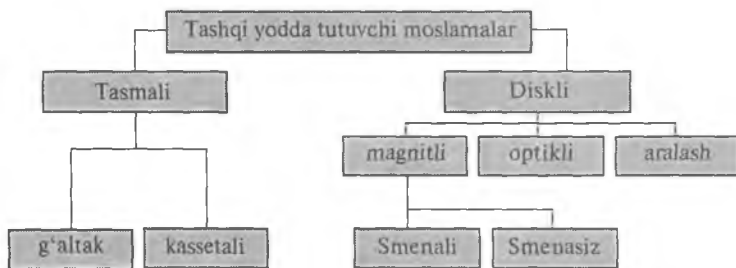 Tashqi yodda tutuvchi moslamalar
Tasmali
Diskli
magnitli
optikli
aralash
g‘altak
kassetali
Smenali
Smenasiz